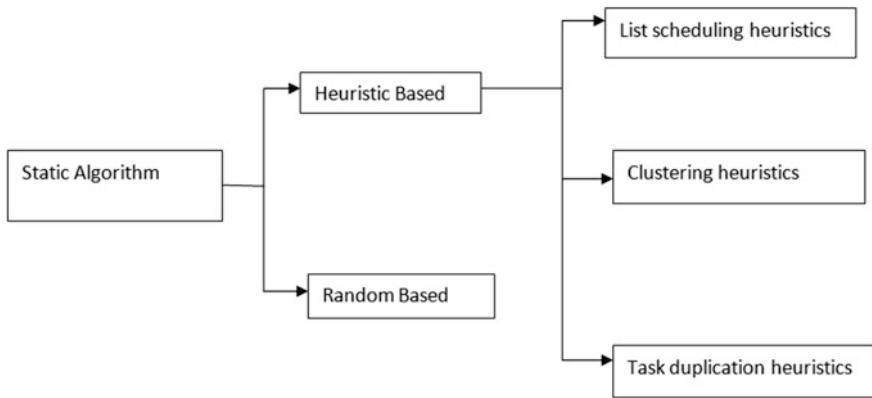 List scheduling heuristics
Heuristic Based
Static Algorithm
Clustering heuristics
Random Based
Task duplication heuristics